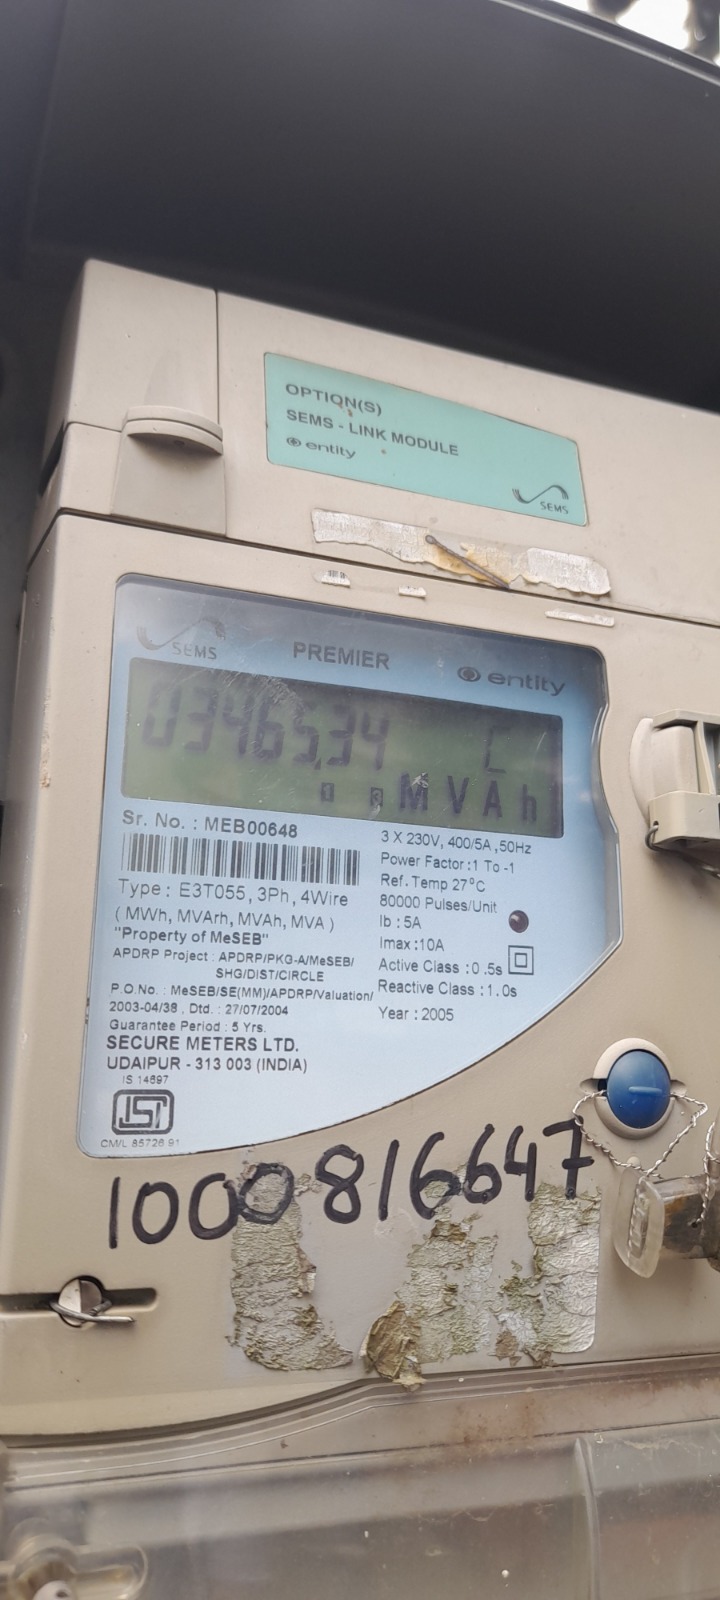 OPTION(S)
SEMS - LINK MODULE
entity
SEMS
SEMS PREMIER entity
03465.34 C
MVAh
Sr. No. : MEB00648
Type : E3T055, 3Ph, 4Wire
( MWh, MVArh, MVAh, MVA )
"Property of MeSEB"
APDRP Project : APDRP/PKG-A/MeSEB/
SHG/DIST/CIRCLE
P.O.No. : MeSEB/SE(MM)/APDRP/Valuation/
2003-04/38 , Dtd. : 27/07/2004
Guarantee Period : 5 Yrs.
SECURE METERS LTD.
UDAIPUR - 313 003 (INDIA)
IS 14697
ISI
CM/L 8572691
3 X 230V, 400/5A ,50Hz
Power Factor :1 To -1
Ref. Temp 27°C
80000 Pulses/Unit
Ib : 5A
Imax :10A
Active Class :0.5s
Reactive Class :1.0s
Year : 2005
1000816647